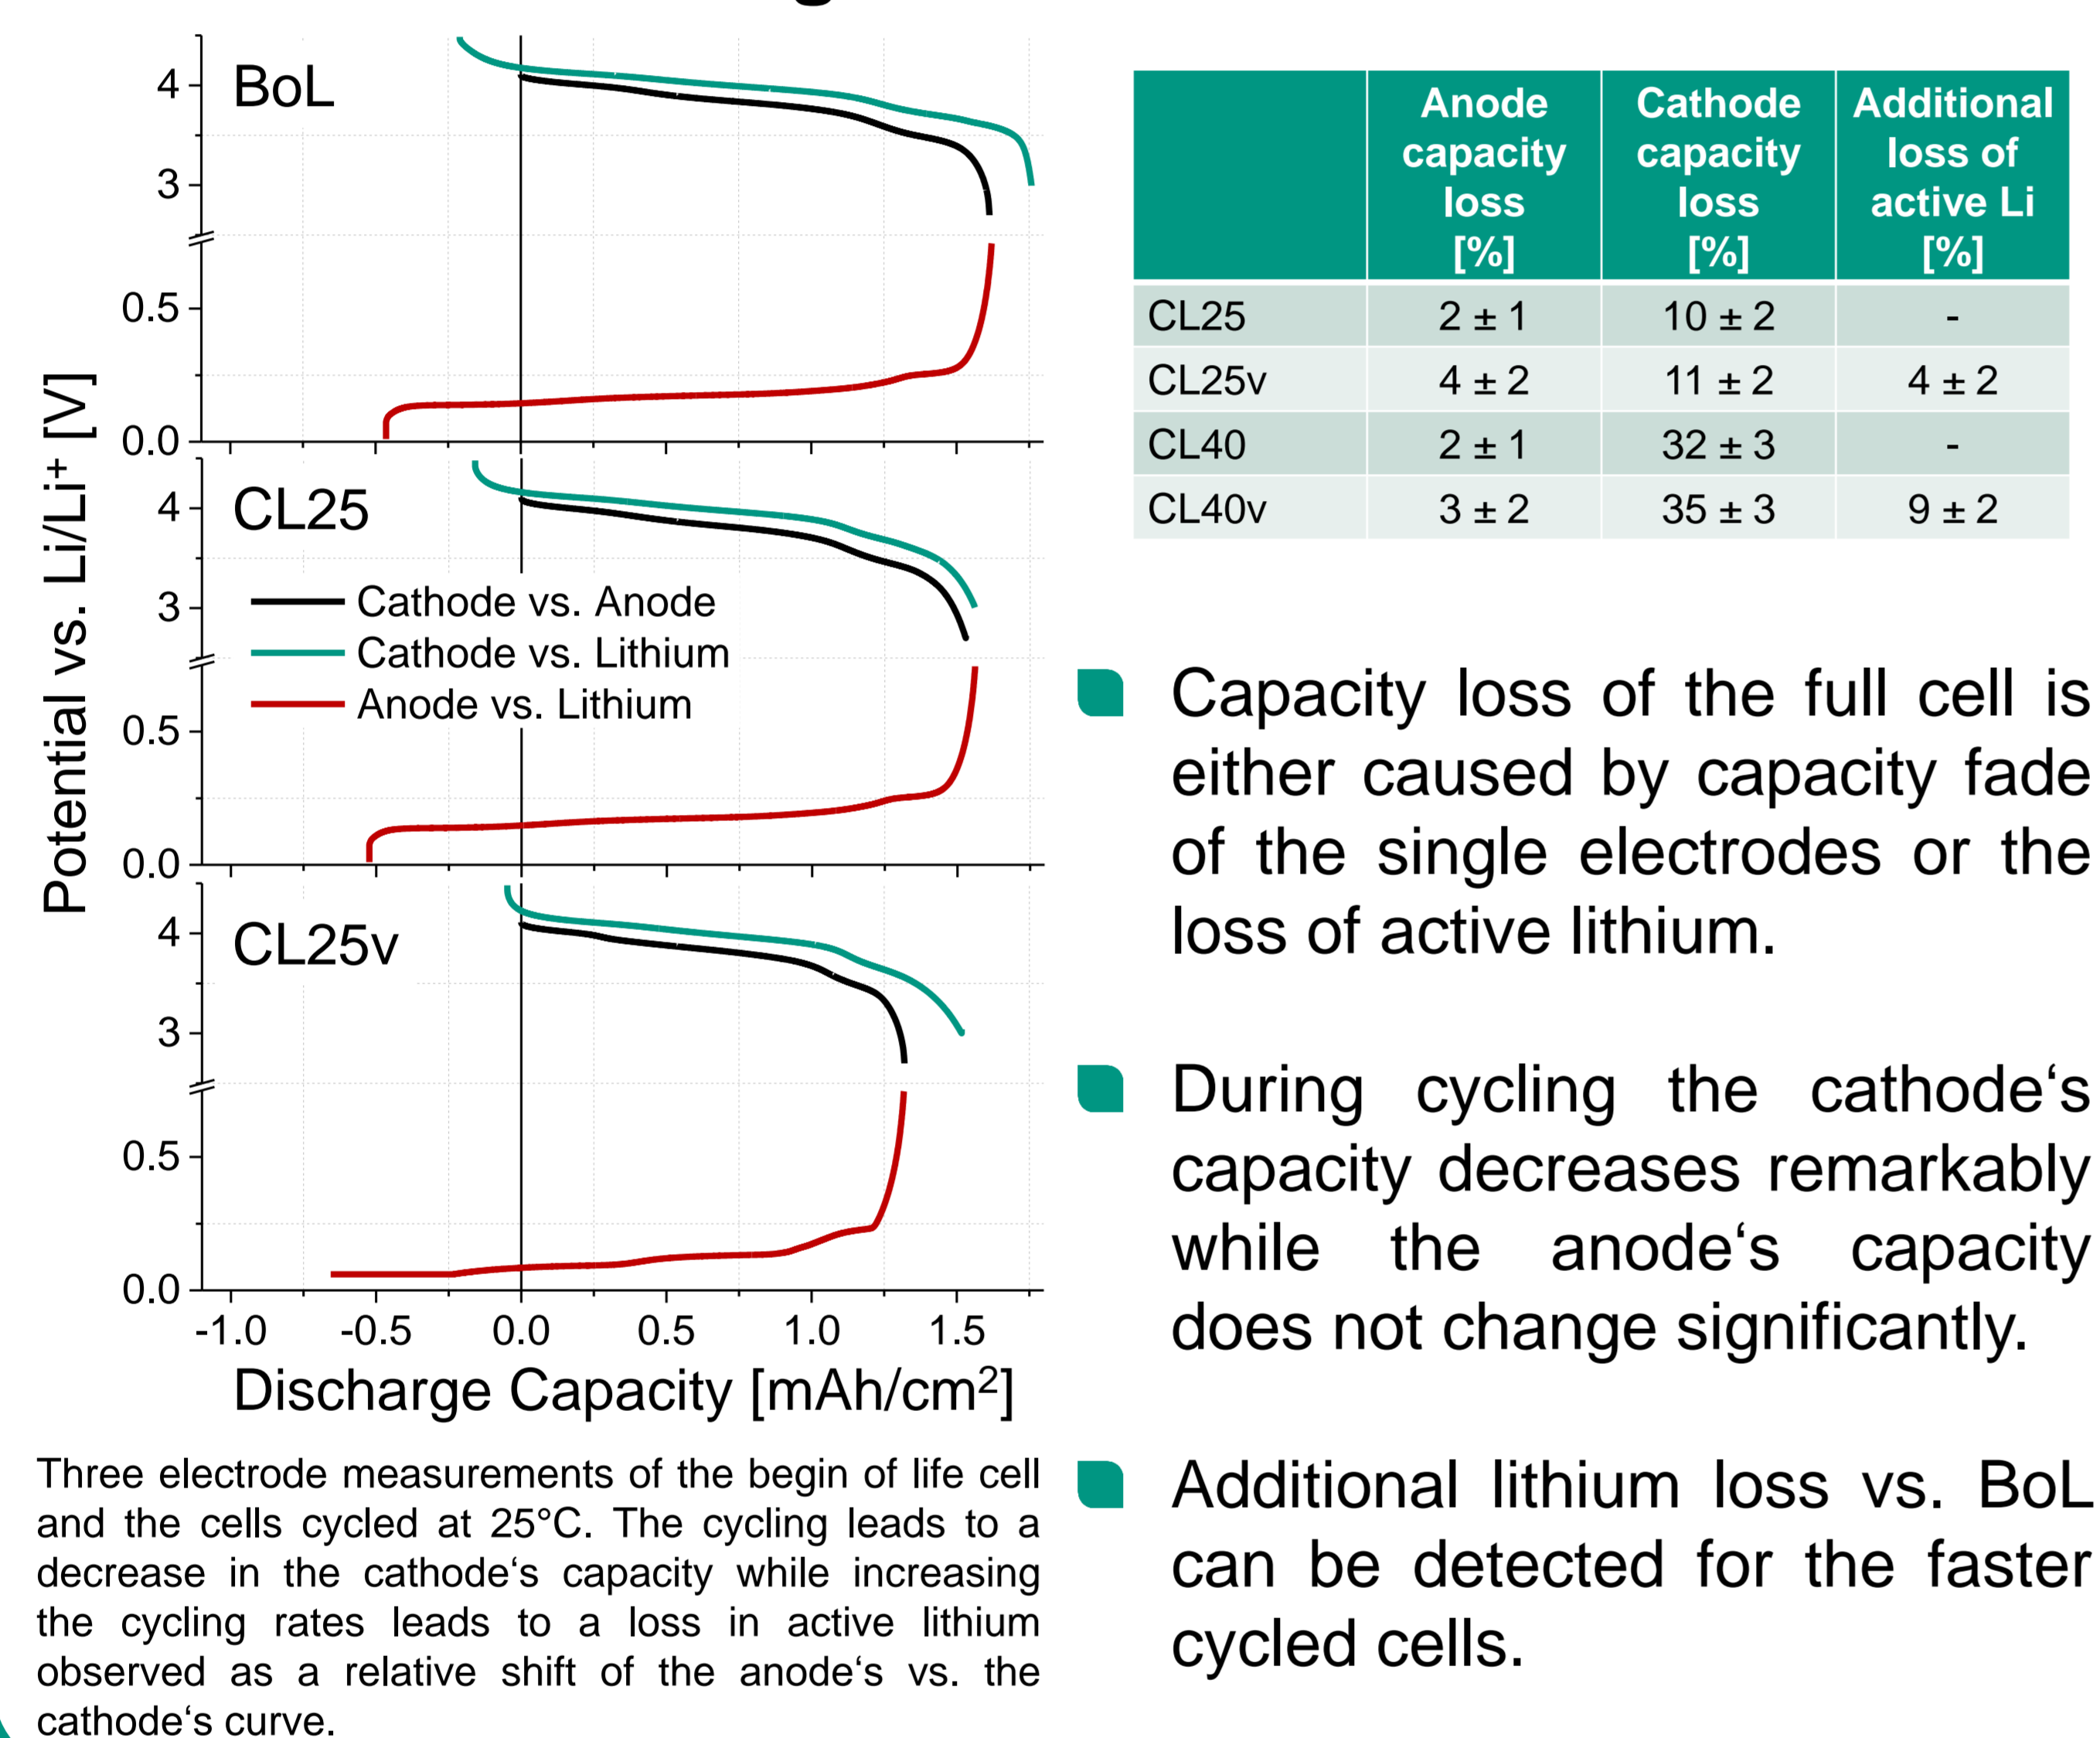 BoL
4
3
0.5
0.0
CL25
4
3
Cathode vs. Anode
Cathode vs. Lithium
Anode vs. Lithium
0.5
0.0
CL25v
4
3
0.5
0.0
-1.0 -0.5 0.0 0.5 1.0 1.5
Potential vs. Li/Li⁺ [V]
Discharge Capacity [mAh/cm²]
Three electrode measurements of the begin of life cell
and the cells cycled at 25°C. The cycling leads to a
decrease in the cathode‘s capacity while increasing
the cycling rates leads to a loss in active lithium
observed as a relative shift of the anode‘s vs. the
cathode‘s curve.
Anode capacity loss [%] Cathode capacity loss [%] Additional loss of active Li [%]
CL25 2 ± 1 10 ± 2 -
CL25v 4 ± 2 11 ± 2 4 ± 2
CL40 2 ± 1 32 ± 3 -
CL40v 3 ± 2 35 ± 3 9 ± 2
Capacity loss of the full cell is
either caused by capacity fade
of the single electrodes or the
loss of active lithium.
During cycling the cathode‘s
capacity decreases remarkably
while the anode‘s capacity
does not change significantly.
Additional lithium loss vs. BoL
can be detected for the faster
cycled cells.